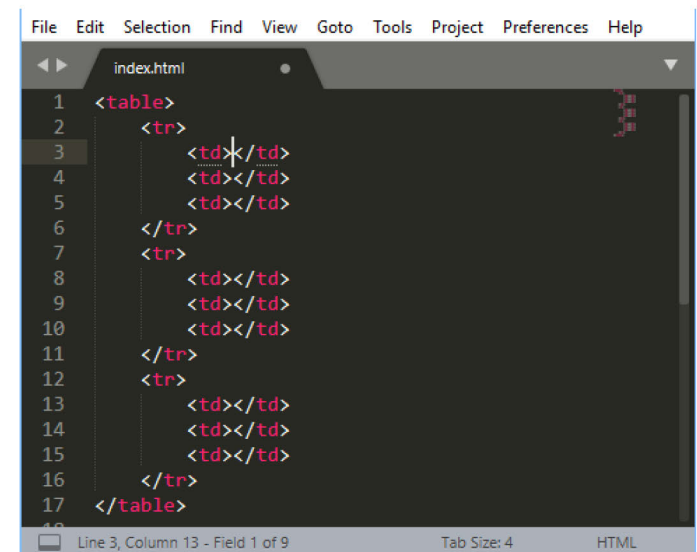 File Edit Selection Find View Goto Tools Project Preferences Help
index.html
1 <table>
2 <tr>
3 <td></td>
4 <td></td>
5 <td></td>
6 </tr>
7 <tr>
8 <td></td>
9 <td></td>
10 <td></td>
11 </tr>
12 <tr>
13 <td></td>
14 <td></td>
15 <td></td>
16 </tr>
17 </table>
Line 3, Column 13 - Field 1 of 9 Tab Size: 4 HTML